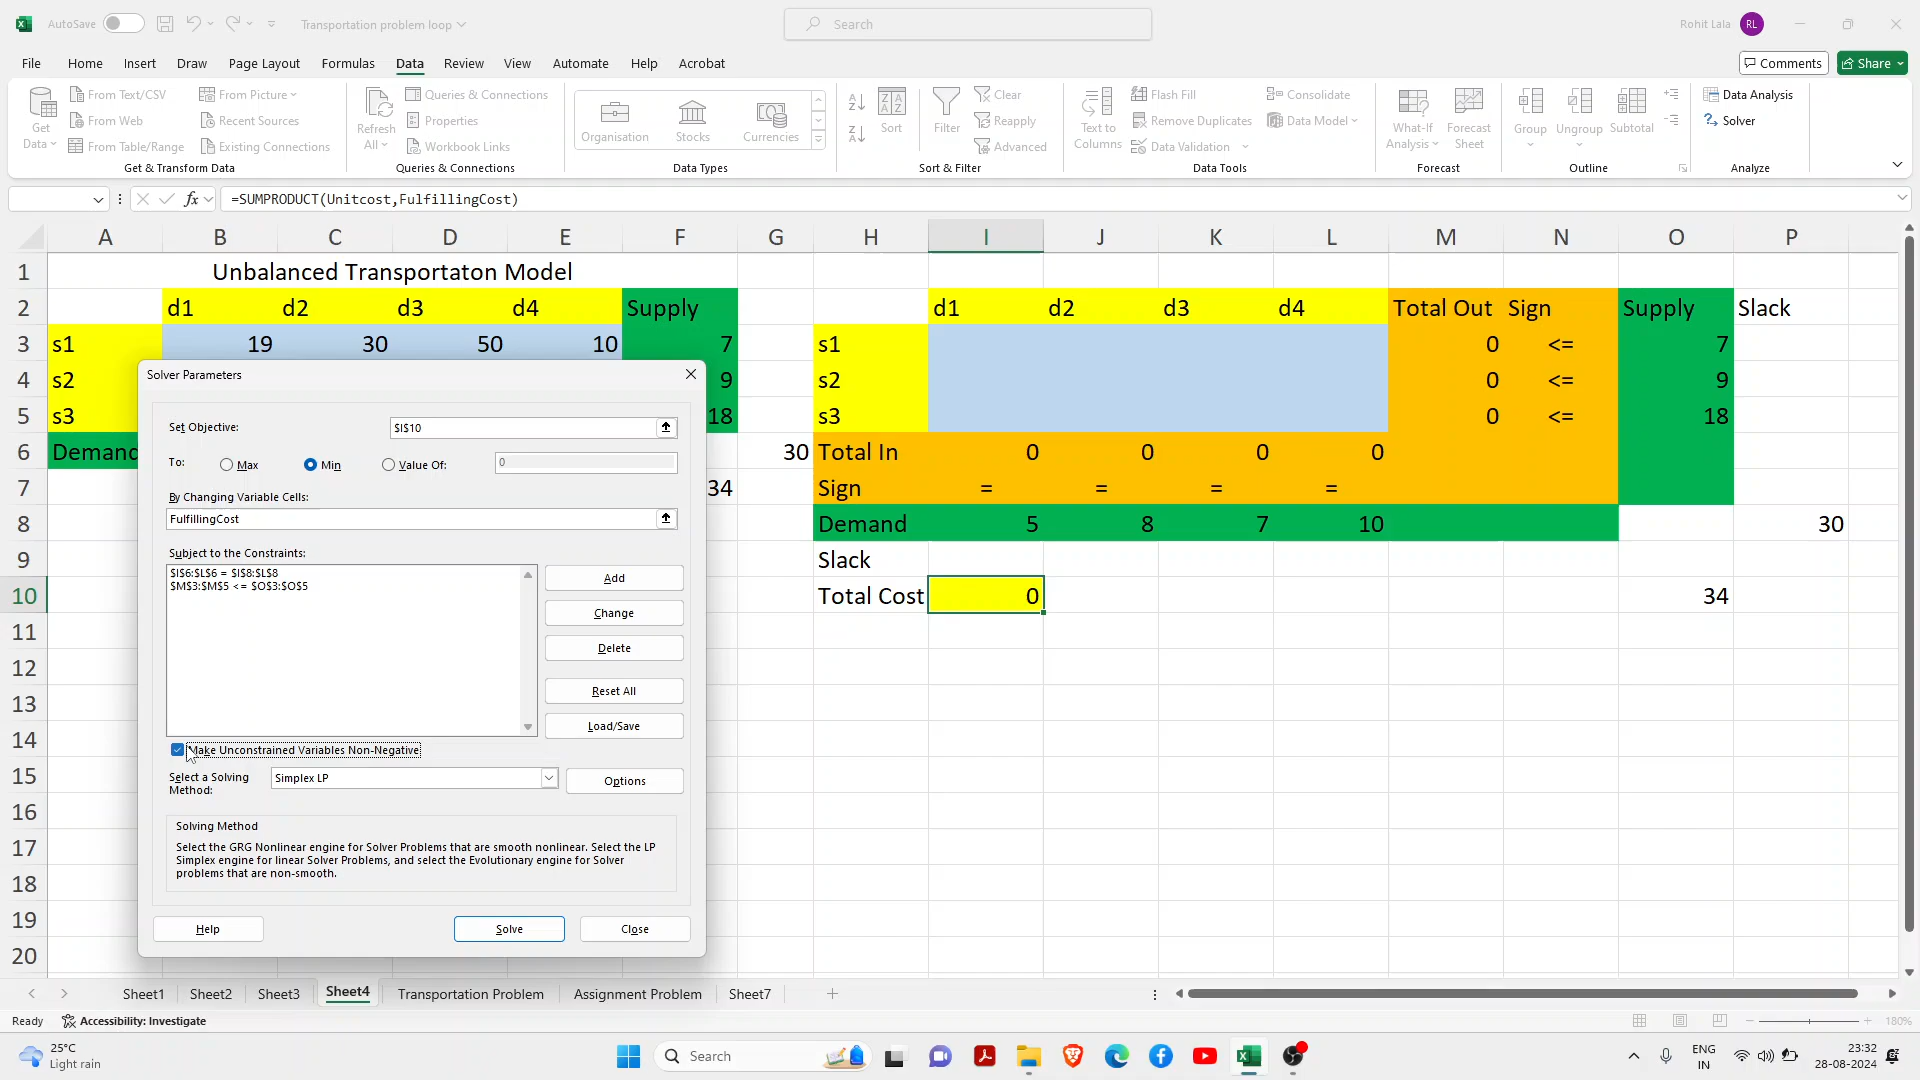 AutoSave
Transportation problem loop
Search
Rohit Lala
RL
File
Home
Insert
Draw
Page Layout
Formulas
Data
Review
View
Automate
Help
Acrobat
Comments
Share
Get Data
From Text/CSV
From Web
From Table/Range
From Picture
Recent Sources
Existing Connections
Get & Transform Data
Refresh All
Queries & Connections
Properties
Workbook Links
Queries & Connections
Organisation
Stocks
Currencies
Data Types
Sort
Filter
Clear
Reapply
Advanced
Sort & Filter
Text to Columns
Flash Fill
Remove Duplicates
Data Validation
Consolidate
Data Model
Data Tools
What-If Analysis
Forecast Sheet
Forecast
Group
Ungroup
Subtotal
Outline
Data Analysis
Solver
Analyze
fx
=SUMPRODUCT(Unitcost,FulfillingCost)
A B C D E F G H I J K L M N O P
1 Unbalanced Transportaton Model
2 d1 d2 d3 d4 Supply d1 d2 d3 d4 Total Out Sign Supply Slack
3 s1 19 30 50 10 7 s1 0 <= 7
4 s2 9 s2 0 <= 9
5 s3 18 s3 0 <= 18
6 Demand 30 Total In 0 0 0 0
7 34 Sign = = = =
8 Demand 5 8 7 10 30
9 Slack
10 Total Cost 0 34
11
12
13
14
15
16
17
18
19
20
Solver Parameters
Set Objective:
$I$10
To:
Max
Min
Value Of:
0
By Changing Variable Cells:
FulfillingCost
Subject to the Constraints:
$I$6:$L$6 = $I$8:$L$8
$M$3:$M$5 <= $O$3:$O$5
Add
Change
Delete
Reset All
Load/Save
Make Unconstrained Variables Non-Negative
Select a Solving Method:
Simplex LP
Options
Solving Method
Select the GRG Nonlinear engine for Solver Problems that are smooth nonlinear. Select the LP
Simplex engine for linear Solver Problems, and select the Evolutionary engine for Solver
problems that are non-smooth.
Help
Solve
Close
Sheet1
Sheet2
Sheet3
Sheet4
Transportation Problem
Assignment Problem
Sheet7
Ready
Accessibility: Investigate
180%
25°C
Light rain
Search
ENG
IN
23:32
28-08-2024